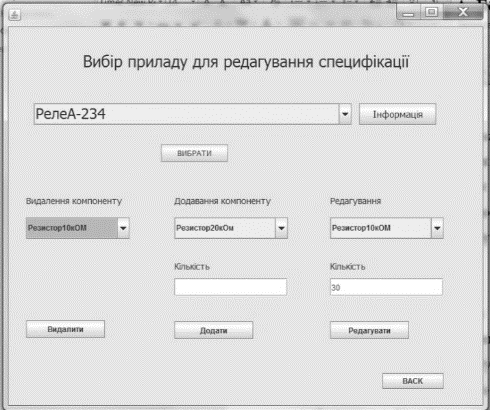 Вибір приладу для редагування специфікації
РелеА-234
Інформація
ВИБРАТИ
Видалення компоненту Додавання компоненту Редагування
Резистор10кОМ Резистор20кОм Резистор10кОМ
Кількість Кількість
30
Видалити Додати Редагувати
BACK